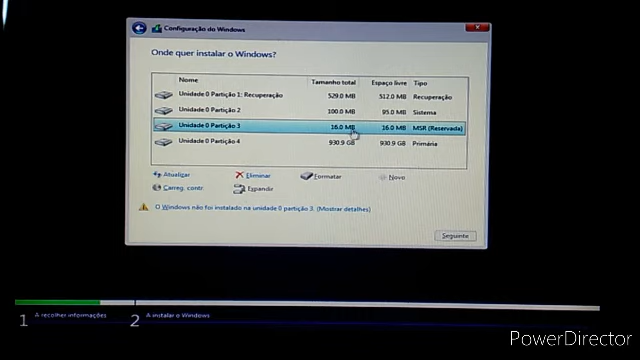 Configuração do Windows
Onde quer instalar o Windows?
Nome Tamanho total Espaço livre Tipo
Unidade 0 Partição 1: Recuperação 529.0 MB 512.0 MB Recuperação
Unidade 0 Partição 2 100.0 MB 95.0 MB Sistema
Unidade 0 Partição 3 16.0 MB 16.0 MB MSR (Reservada)
Unidade 0 Partição 4 930.9 GB 930.9 GB Primária
Atualizar Eliminar Formatar Novo
Carreg. contr. Expandir
O Windows não foi instalado na unidade 0 partição 3. (Mostrar detalhes)
Seguinte
1 A recolher informações 2 A instalar o Windows
PowerDirector